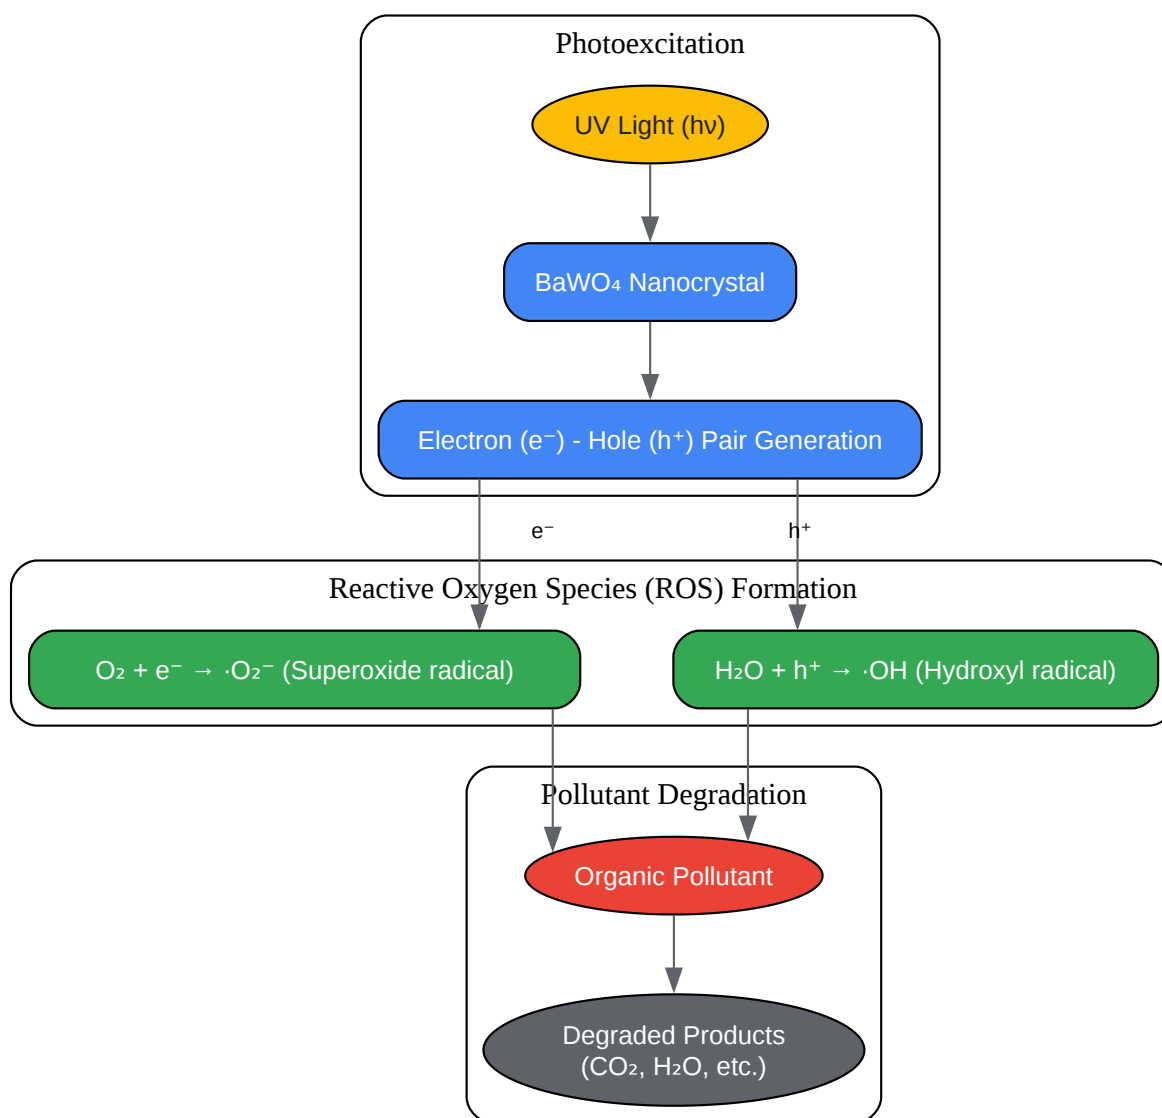 Photoexcitation
UV Light (hν)
BaWO₄ Nanocrystal
Electron (e⁻) - Hole (h⁺) Pair Generation
e⁻
h⁺
Reactive Oxygen Species (ROS) Formation
O₂ + e⁻ → ·O₂⁻ (Superoxide radical)
H₂O + h⁺ → ·OH (Hydroxyl radical)
Pollutant Degradation
Organic Pollutant
Degraded Products
(CO₂, H₂O, etc.)